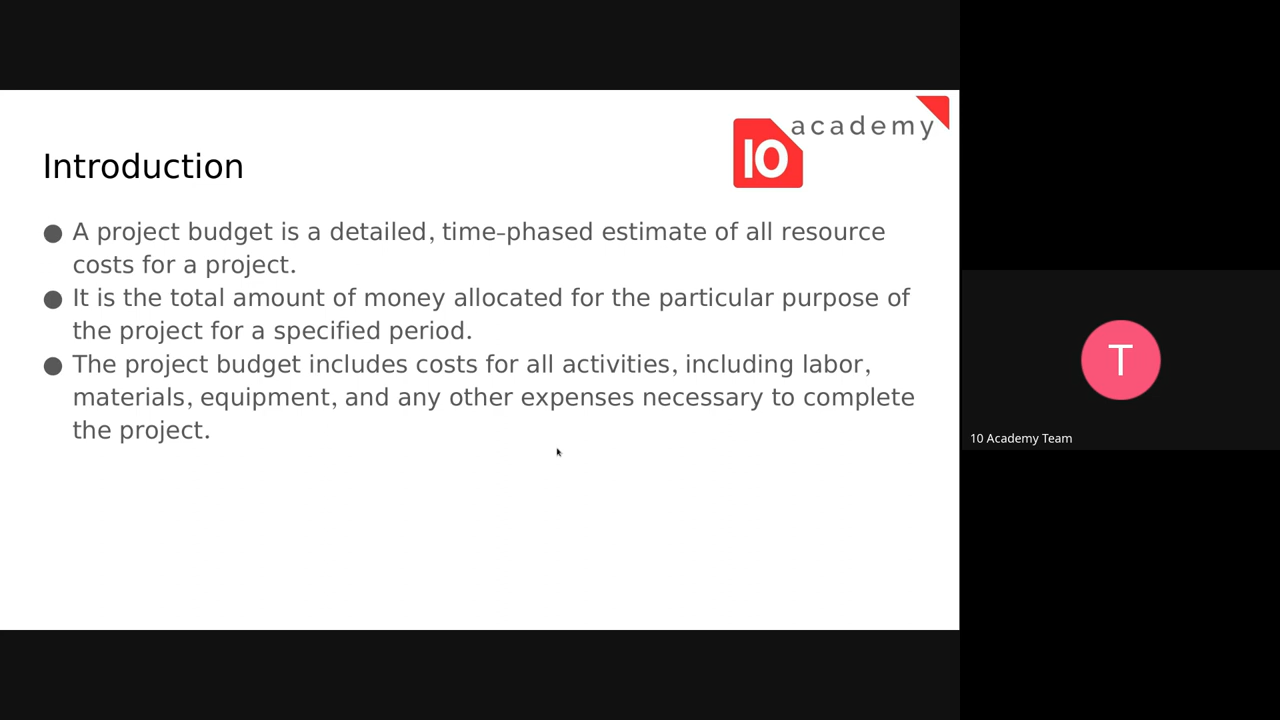 10 academy
Introduction
● A project budget is a detailed, time-phased estimate of all resource
costs for a project.
● It is the total amount of money allocated for the particular purpose of
the project for a specified period.
● The project budget includes costs for all activities, including labor,
materials, equipment, and any other expenses necessary to complete
the project.
T
10 Academy Team